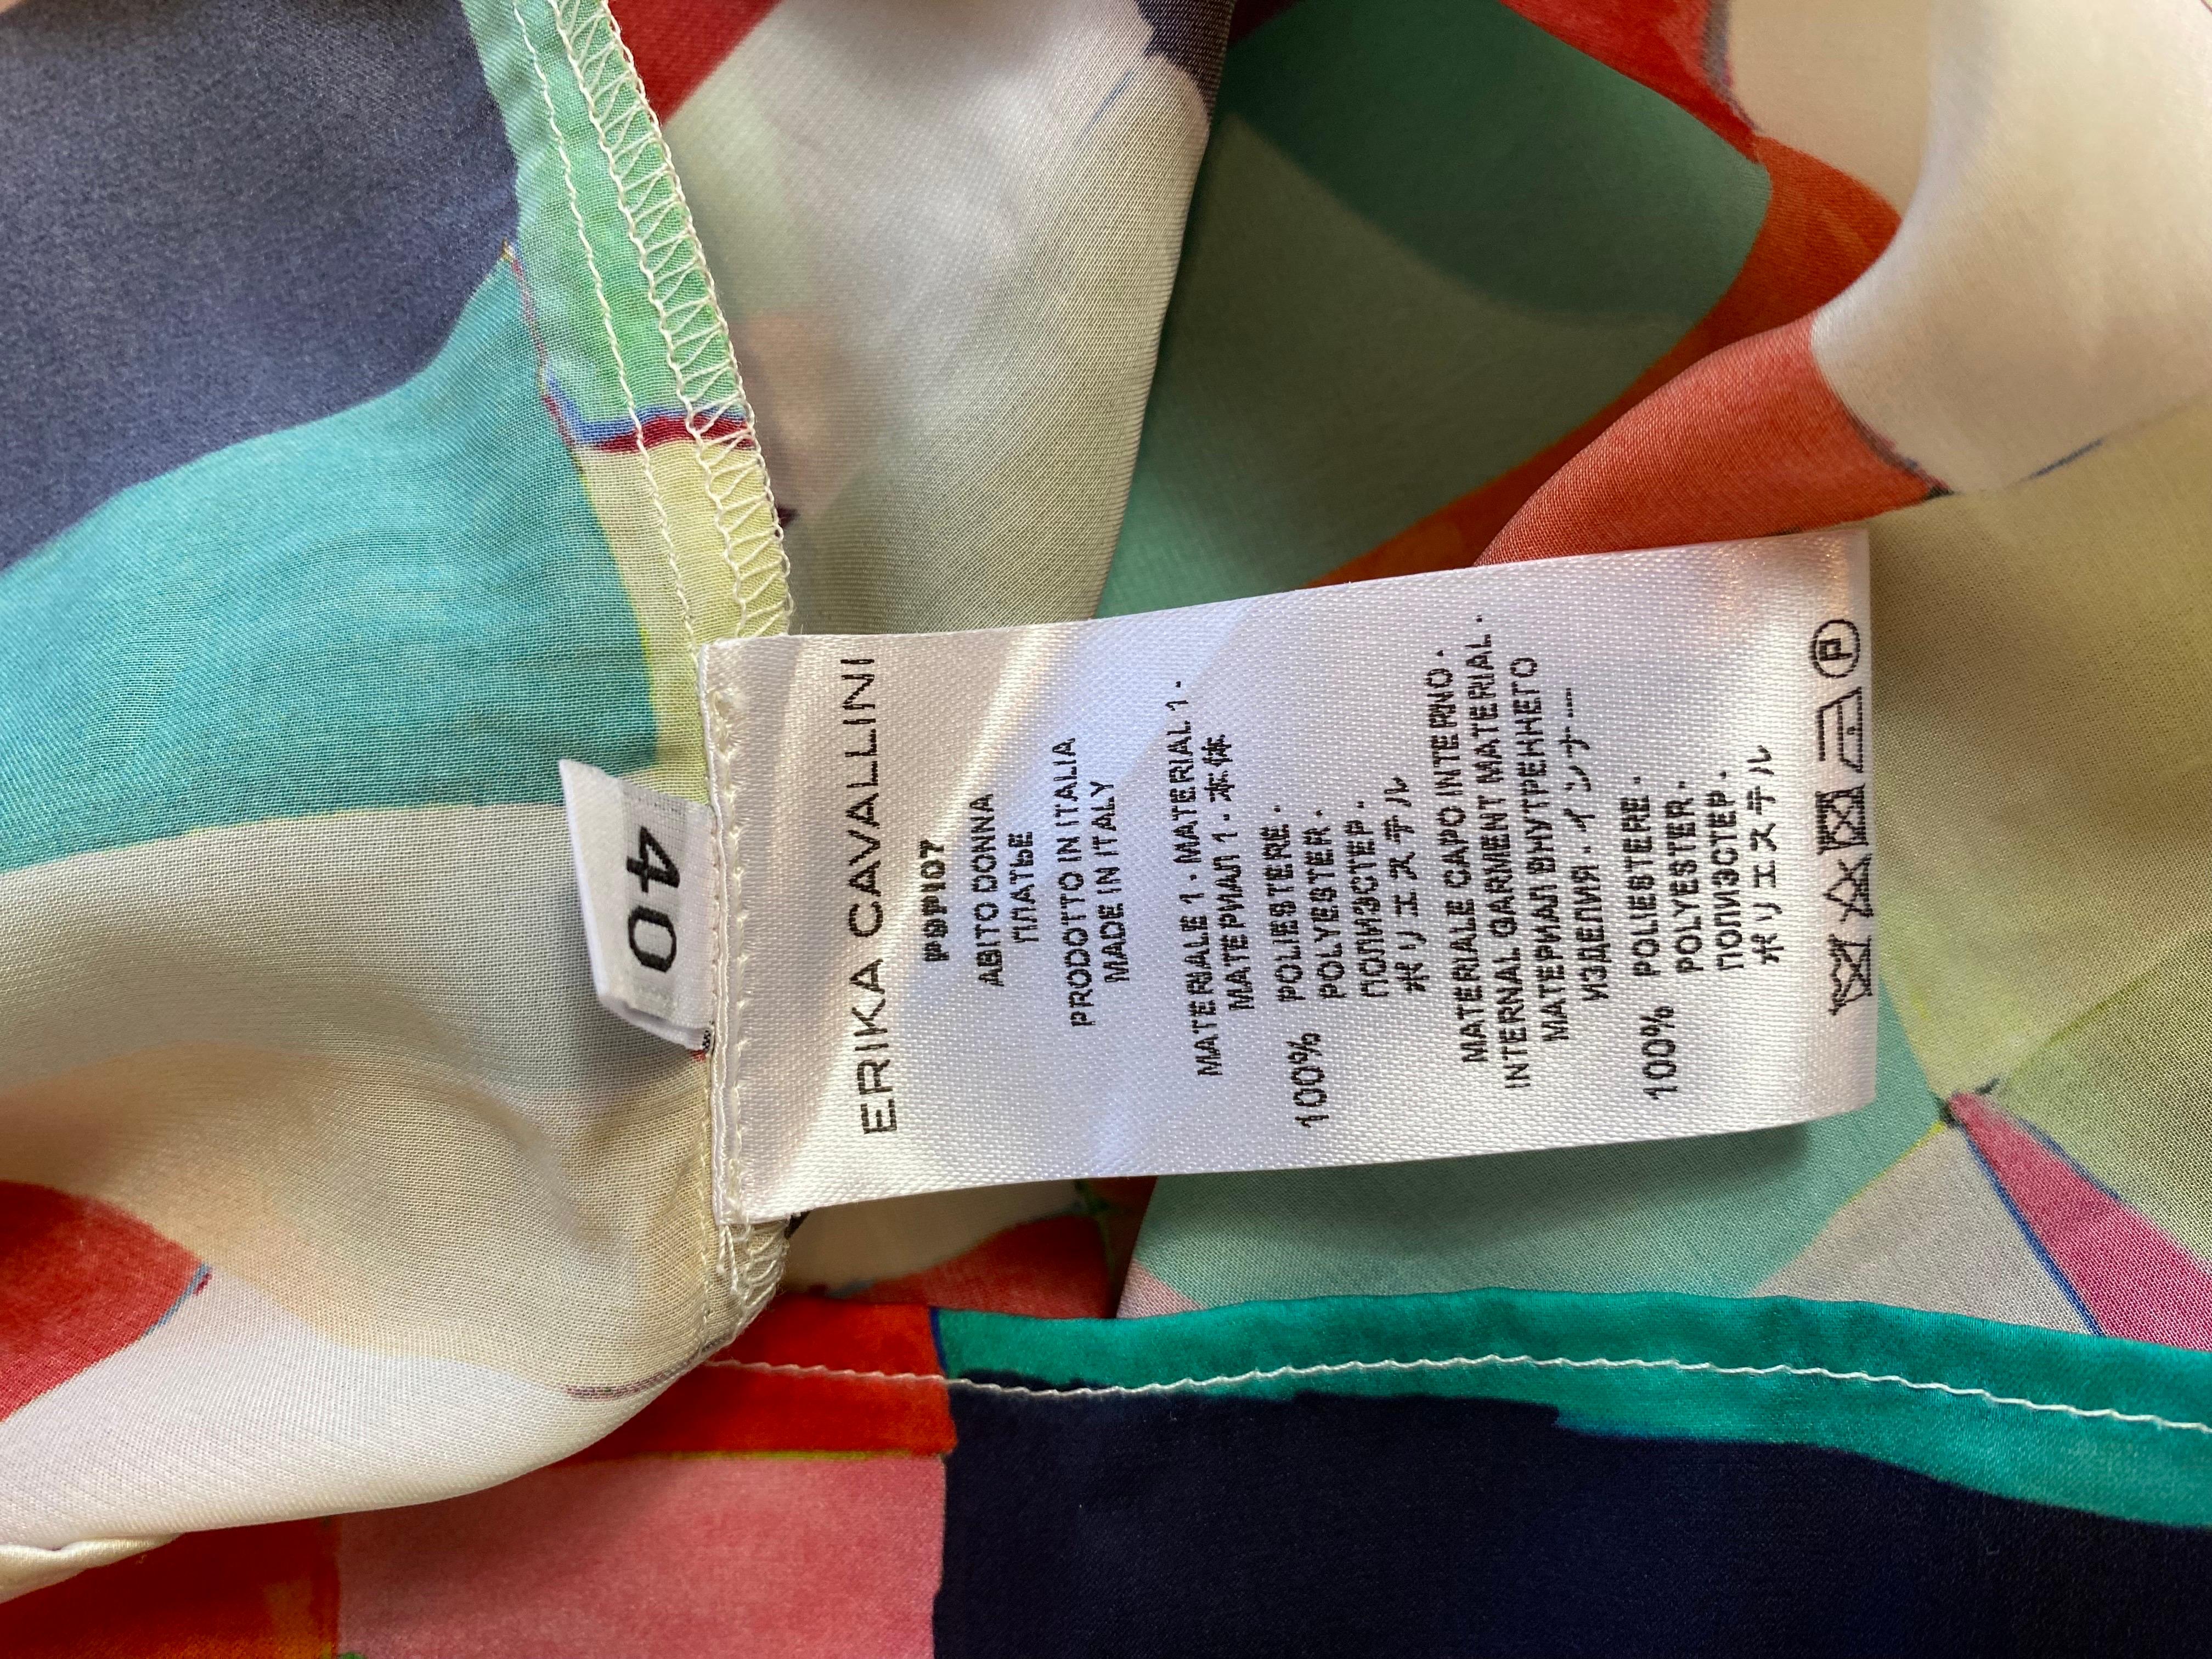 40
ERIKA CAVALLINI
P9PI07
ABITO DONNA
ПЛАТЬЕ
PRODOTTO IN ITALIA
MADE IN ITALY
MATERIALE 1 · MATERIAL 1 ·
МАТЕРИАЛ 1 · 本体
100% POLIESTERE ·
POLYESTER ·
ПОЛИЭСТЕР ·
ポリエステル
MATERIALE CAPO INTERNO ·
INTERNAL GARMENT MATERIAL ·
МАТЕРИАЛ ВНУТРЕННЕГО
ИЗДЕЛИЯ · インナー
100% POLIESTERE ·
POLYESTER ·
ПОЛИЭСТЕР ·
ポリエステル
P